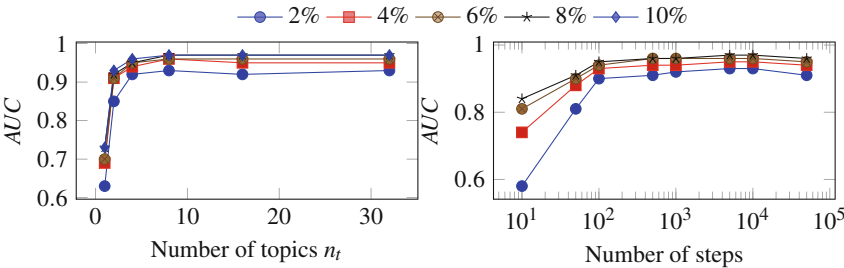 2% 4% 6% 8% 10%
1
0.9
0.8
0.7
0.6
AUC
0 10 20 30
Number of topics n_t
1
0.8
0.6
AUC
10^1 10^2 10^3 10^4 10^5
Number of steps